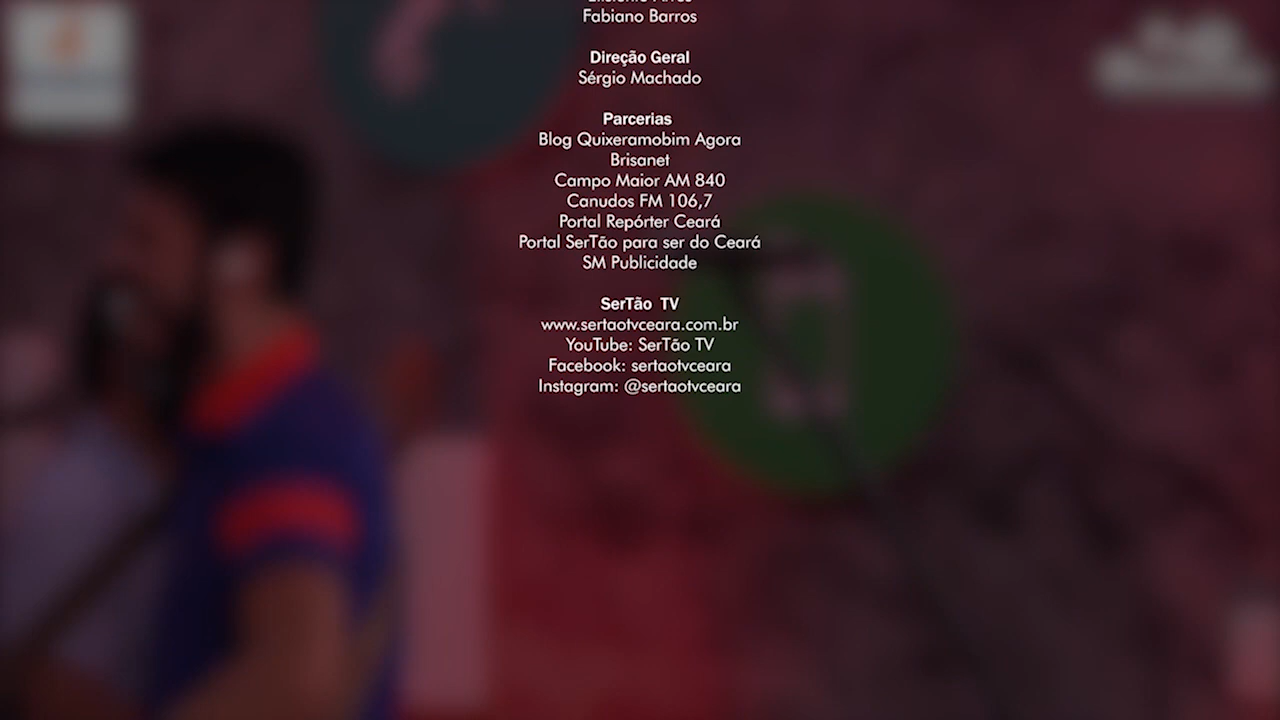 Fabiano Barros
Direção Geral
Sérgio Machado
Parcerias
Blog Quixeramobim Agora
Brisanet
Campo Maior AM 840
Canudos FM 106,7
Portal Repórter Ceará
Portal SerTão para ser do Ceará
SM Publicidade
SerTão TV
www.sertaotvceara.com.br
YouTube: SerTão TV
Facebook: sertaotvceara
Instagram: @sertaotvceara